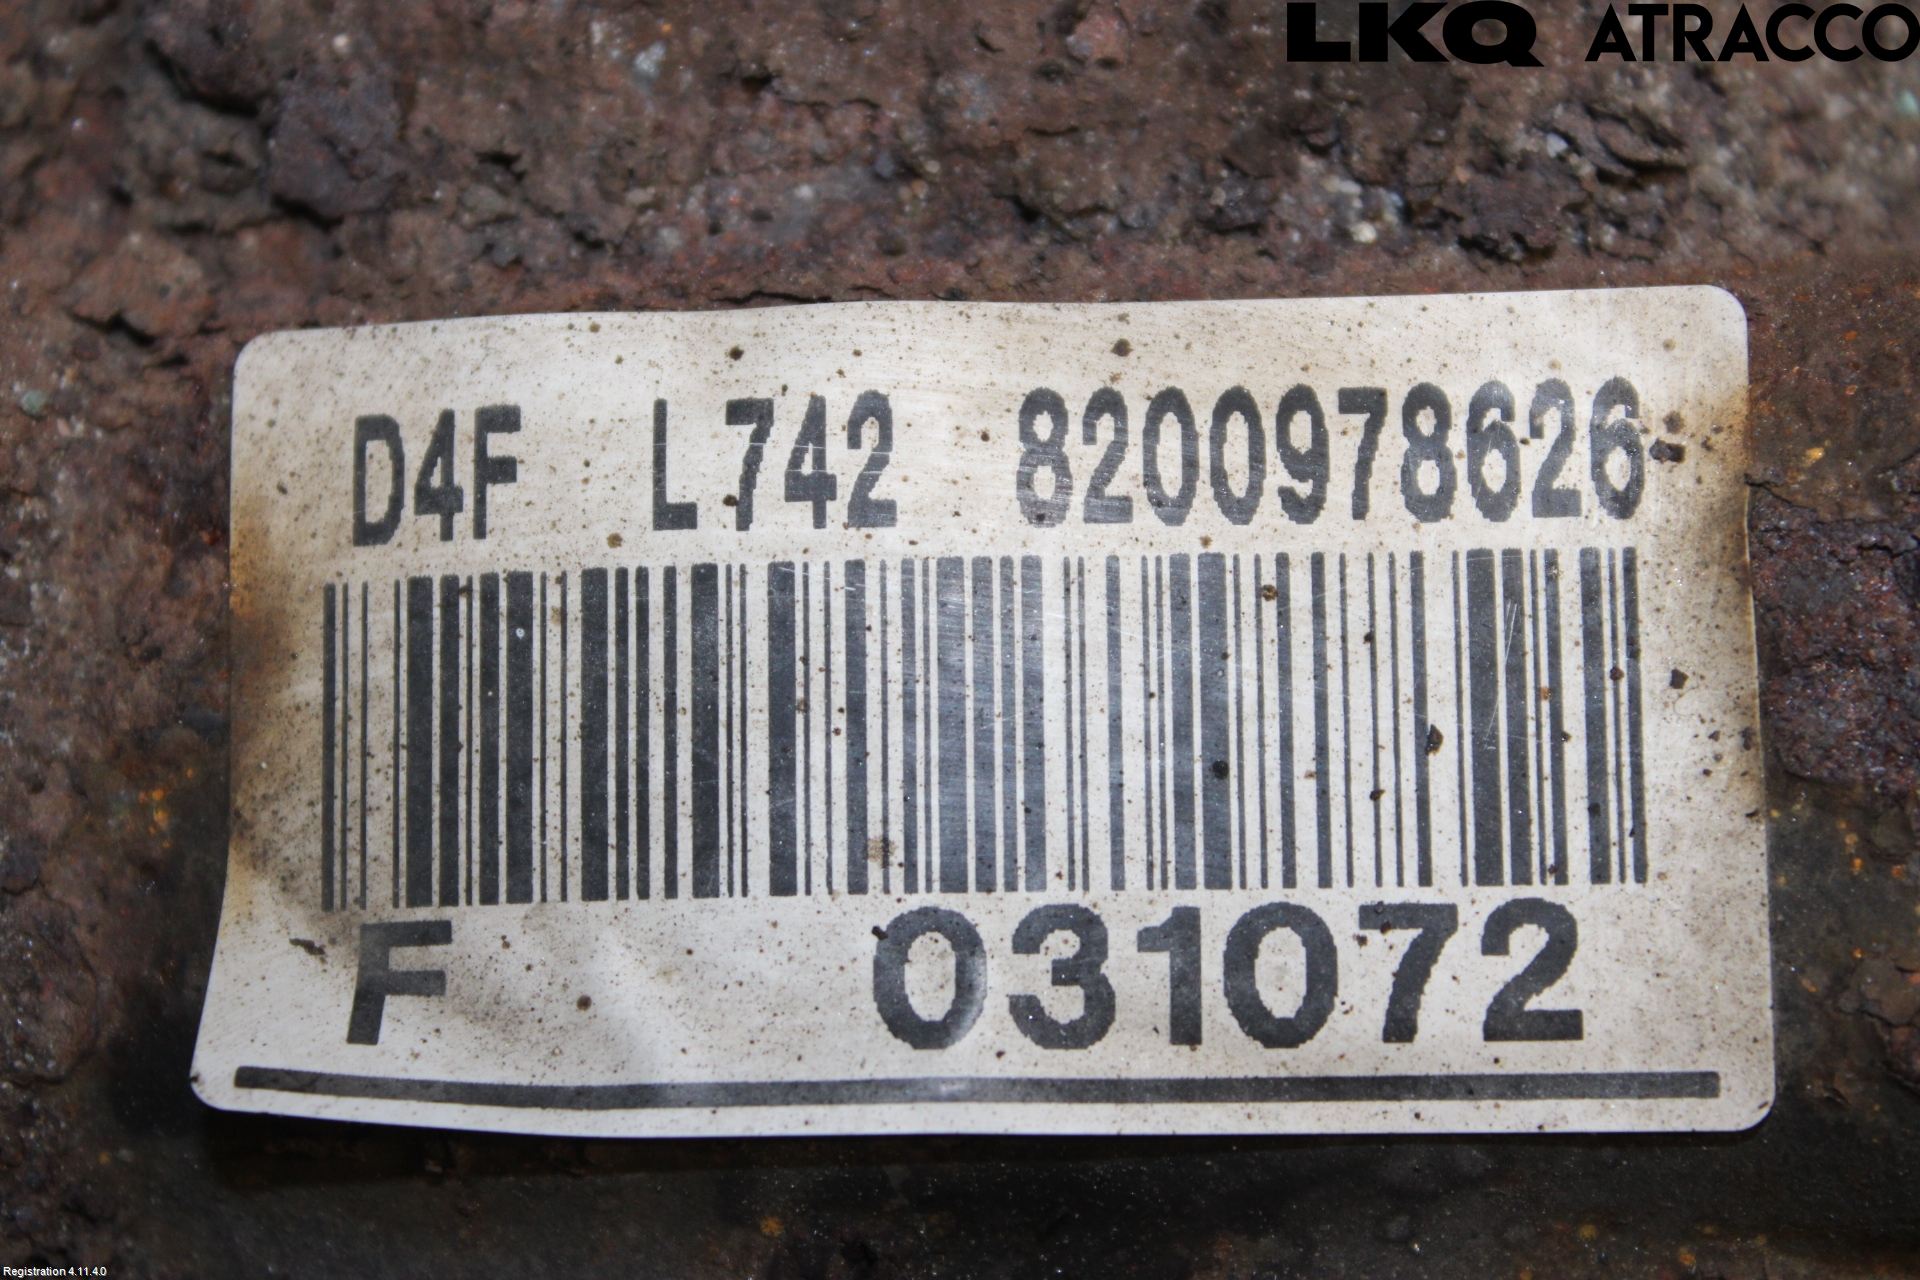 LKQ ATRACCO
D4F L742 8200978626
F 031072
Registration 4.11.4.0